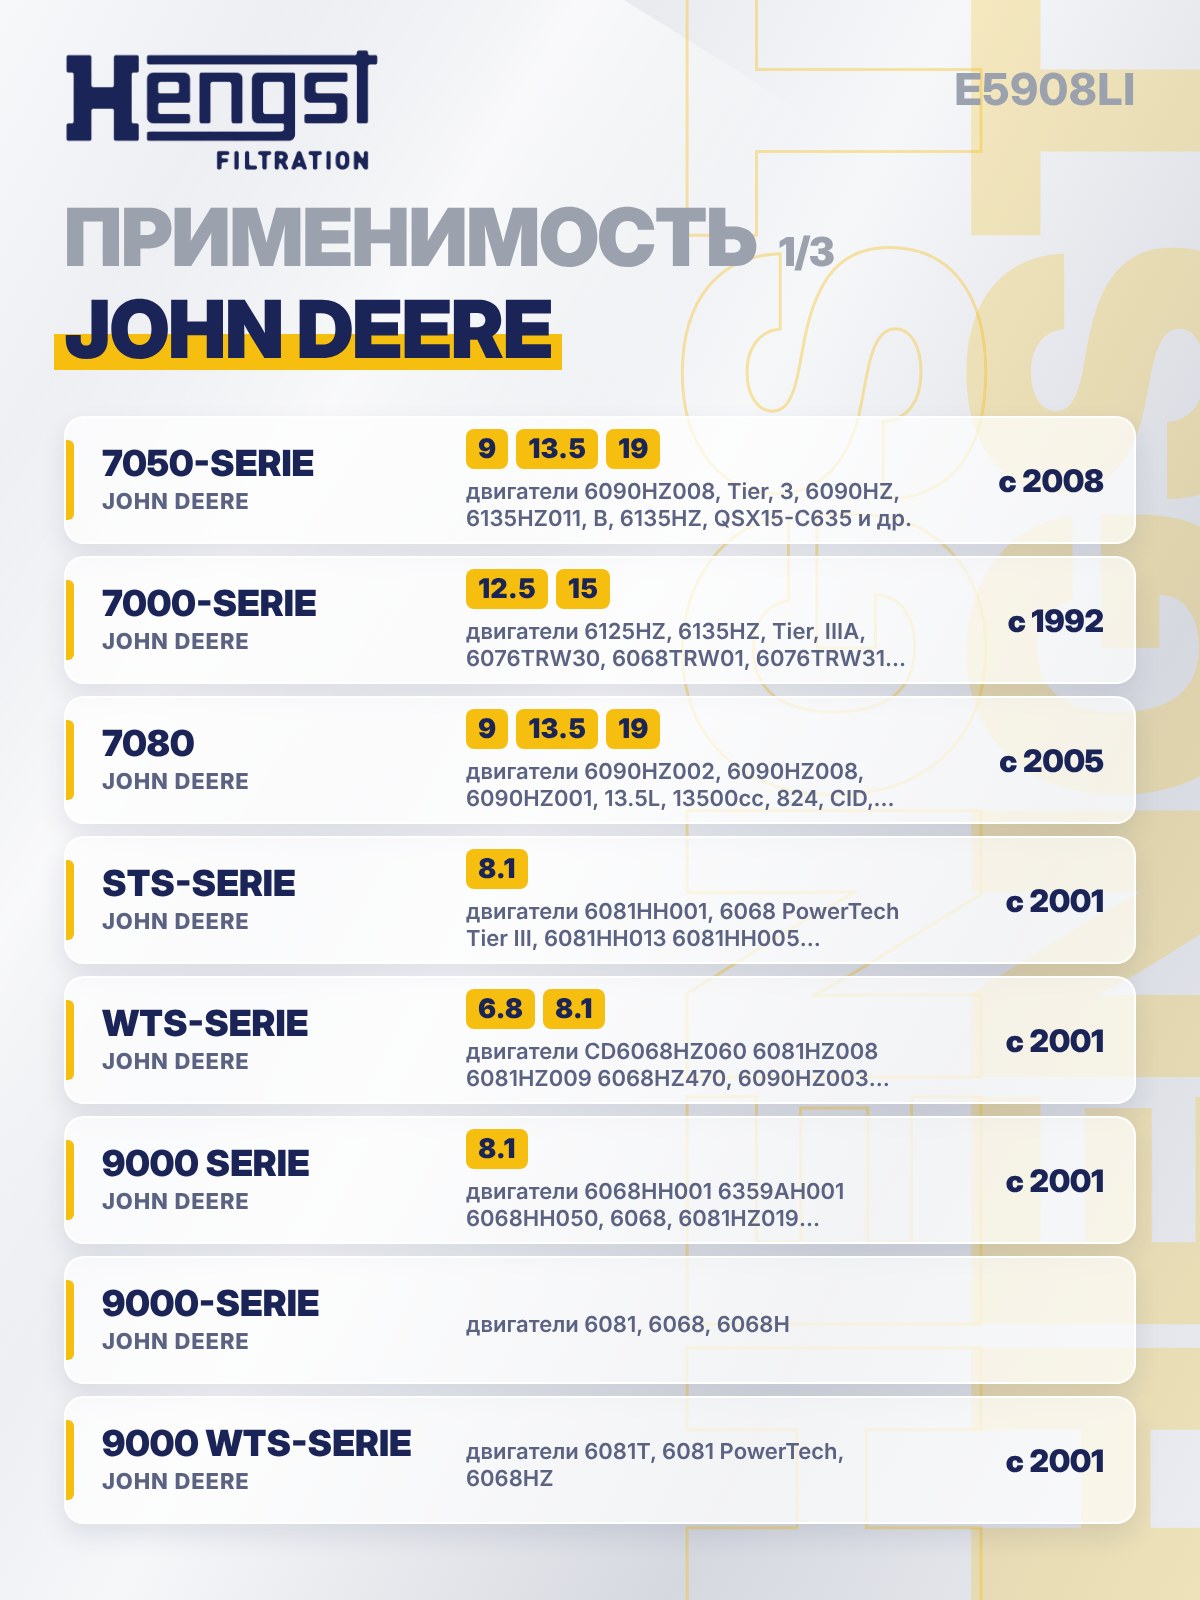 Hengst
FILTRATION
E5908LI
ПРИМЕНИМОСТЬ 1/3
JOHN DEERE
7050-SERIE
JOHN DEERE
9 13.5 19
двигатели 6090HZ008, Tier, 3, 6090HZ,
6135HZ011, B, 6135HZ, QSX15-C635 и др.
с 2008
7000-SERIE
JOHN DEERE
12.5 15
двигатели 6125HZ, 6135HZ, Tier, IIIA,
6076TRW30, 6068TRW01, 6076TRW31...
с 1992
7080
JOHN DEERE
9 13.5 19
двигатели 6090HZ002, 6090HZ008,
6090HZ001, 13.5L, 13500cc, 824, CID,...
с 2005
STS-SERIE
JOHN DEERE
8.1
двигатели 6081HH001, 6068 PowerTech
Tier III, 6081HH013 6081HH005...
с 2001
WTS-SERIE
JOHN DEERE
6.8 8.1
двигатели CD6068HZ060 6081HZ008
6081HZ009 6068HZ470, 6090HZ003...
с 2001
9000 SERIE
JOHN DEERE
8.1
двигатели 6068HH001 6359AH001
6068HH050, 6068, 6081HZ019...
с 2001
9000-SERIE
JOHN DEERE
двигатели 6081, 6068, 6068H
9000 WTS-SERIE
JOHN DEERE
двигатели 6081T, 6081 PowerTech,
6068HZ
с 2001